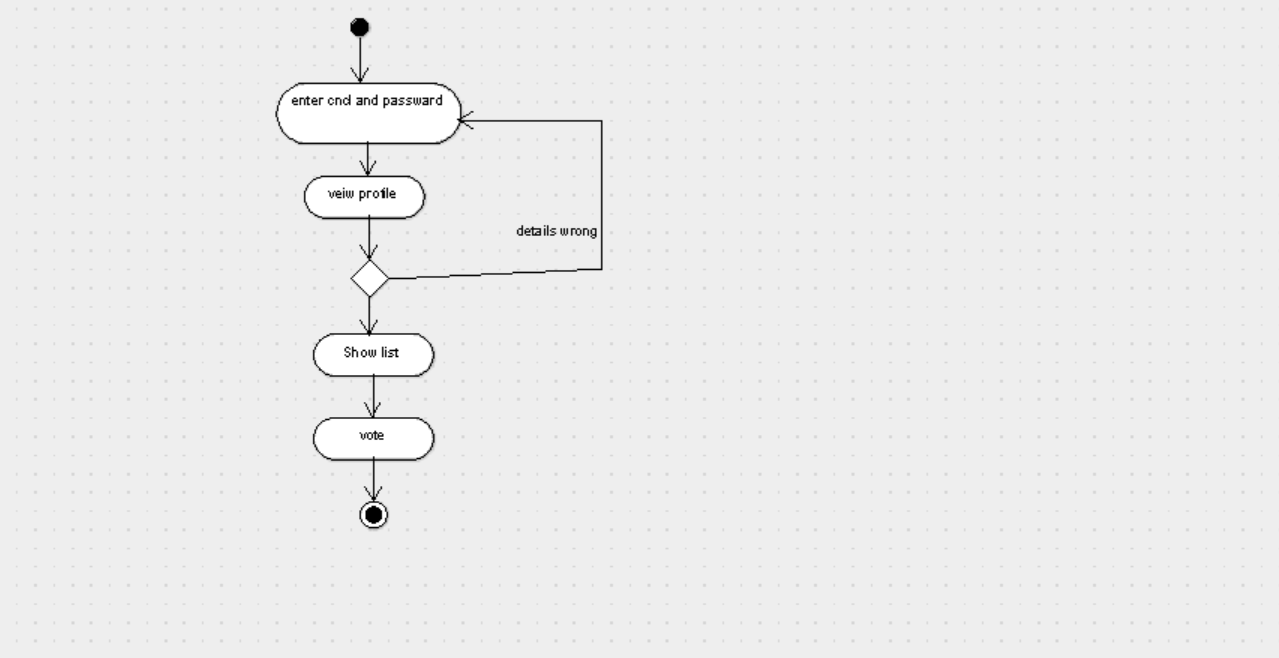 enter cncl and passward
veiw profile
details wrong
Show list
vote